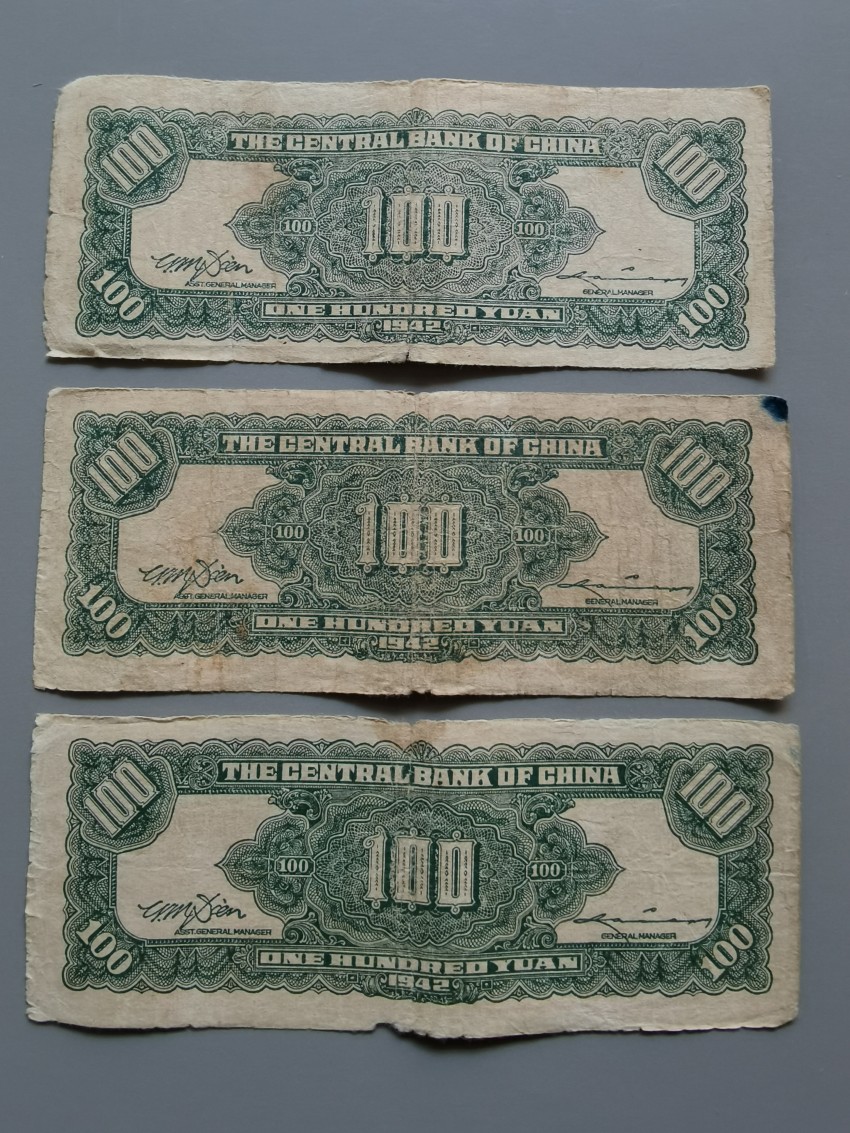 100 THE CENTRAL BANK OF CHINA 100
100 100 100
ASST. GENERAL MANAGER GENERAL MANAGER
100 ONE HUNDRED YUAN 100
1942
100 THE CENTRAL BANK OF CHINA 100
100 100 100
ASST. GENERAL MANAGER GENERAL MANAGER
100 ONE HUNDRED YUAN 100
1942
100 THE CENTRAL BANK OF CHINA 100
100 100 100
ASST. GENERAL MANAGER GENERAL MANAGER
100 ONE HUNDRED YUAN 100
1942